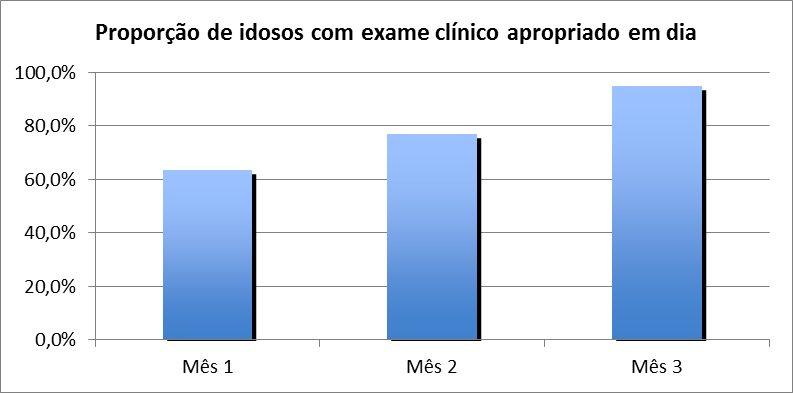 Proporção de idosos com exame clínico apropriado em dia
100,0%
80,0%
60,0%
40,0%
20,0%
0,0%
Mês 1
Mês 2
Mês 3